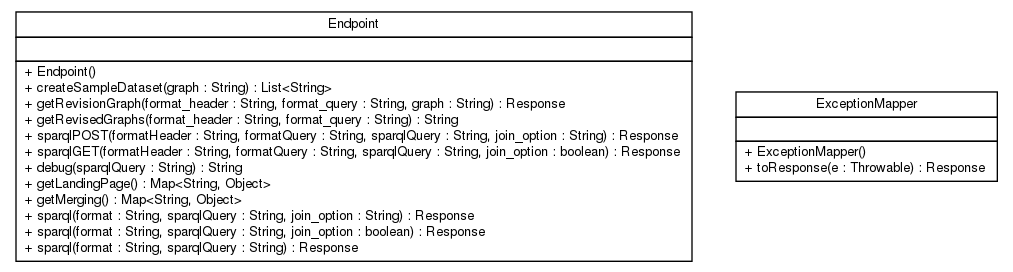 Endpoint
+ Endpoint()
+ createSampleDataset(graph : String) : List<String>
+ getRevisionGraph(format_header : String, format_query : String, graph : String) : Response
+ getRevisedGraphs(format_header : String, format_query : String) : String
+ sparqlPOST(formatHeader : String, formatQuery : String, sparqlQuery : String, join_option : String) : Response
+ sparqlGET(formatHeader : String, formatQuery : String, sparqlQuery : String, join_option : boolean) : Response
+ debug(sparqlQuery : String) : String
+ getLandingPage() : Map<String, Object>
+ getMerging() : Map<String, Object>
+ sparql(format : String, sparqlQuery : String, join_option : String) : Response
+ sparql(format : String, sparqlQuery : String, join_option : boolean) : Response
+ sparql(format : String, sparqlQuery : String) : Response
ExceptionMapper
+ ExceptionMapper()
+ toResponse(e : Throwable) : Response